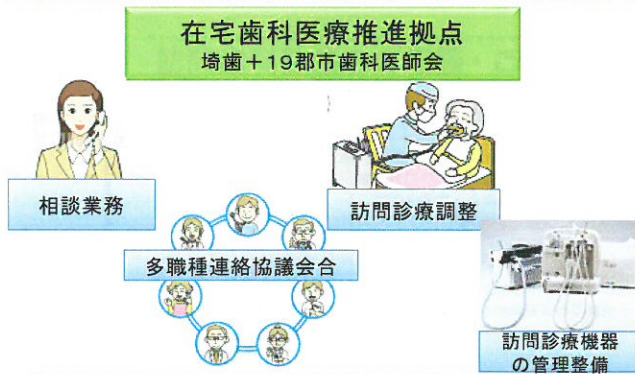 在宅歯科医療推進拠点
埼歯+19郡市歯科医師会
相談業務
訪問診療調整
多職種連絡協議会合
訪問診療機器
の管理整備